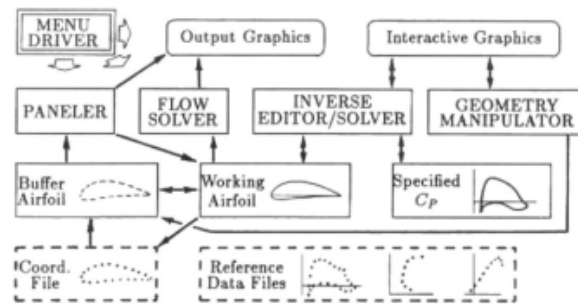 MENU
DRIVER
Output Graphics
Interactive Graphics
PANELER
FLOW
SOLVER
INVERSE
EDITOR/SOLVER
GEOMETRY
MANIPULATOR
Buffer
Airfoil
Working
Airfoil
Specified
C_P
Coord.
File
Reference
Data Files